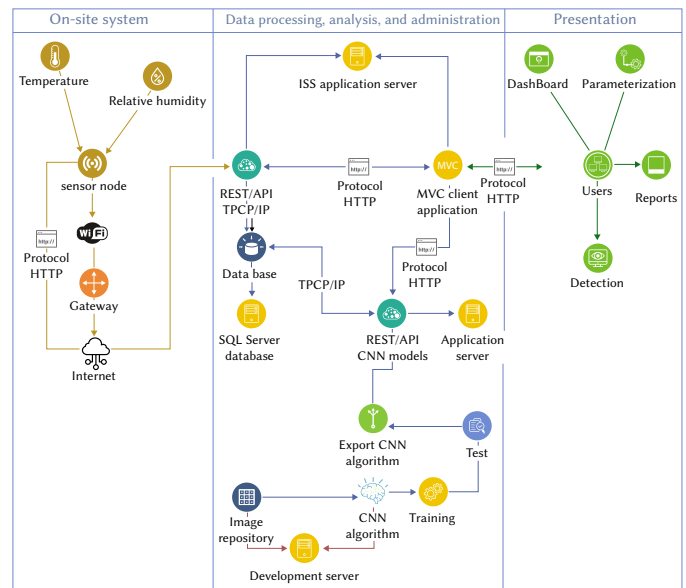 On-site system
Data processing, analysis, and administration
Presentation
Temperature
Relative humidity
ISS application server
DashBoard
Parameterization
sensor node
REST/API
TPCP/IP
http://
Protocol
HTTP
MVC
MVC client
application
http://
Protocol
HTTP
Users
Reports
http://
Protocol
HTTP
WiFi
Gateway
Internet
Data base
TPCP/IP
http://
Protocol
HTTP
Detection
SQL Server
database
REST/API
CNN models
Application
server
Export CNN
algorithm
Test
Image
repository
CNN
algorithm
Training
Development server